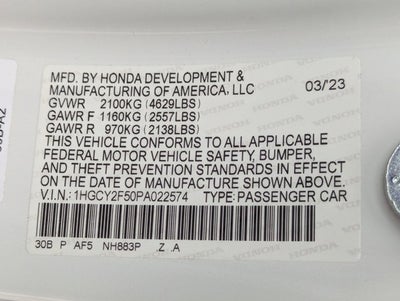 MFD. BY HONDA DEVELOPMENT &
MANUFACTURING OF AMERICA, LLC 03/23
GVWR 2100KG (4629LBS)
GAWR F 1160KG (2557LBS)
GAWR R 970KG (2138LBS)
THIS VEHICLE CONFORMS TO ALL APPLICABLE
FEDERAL MOTOR VEHICLE SAFETY, BUMPER,
AND THEFT PREVENTION STANDARDS IN EFFECT
ON THE DATE OF MANUFACTURE SHOWN ABOVE.
V.I.N.: 1HGCY2F50PA022574 TYPE: PASSENGER CAR
30B P AF5 NH883P .Z .A